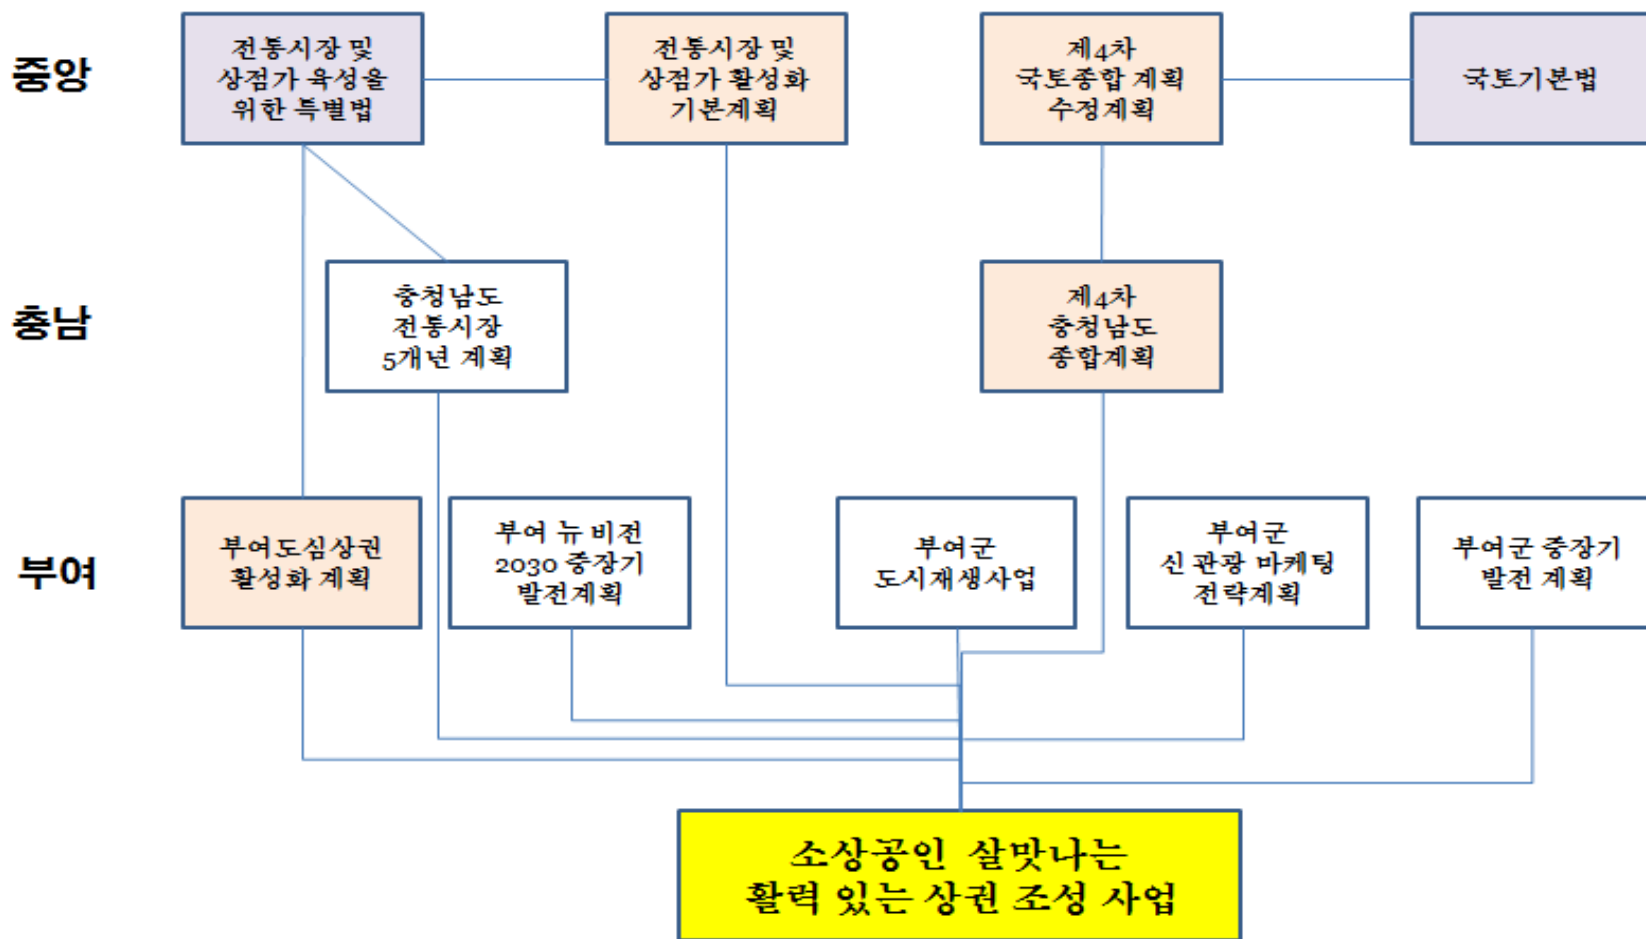 중앙
전통시장 및
상점가 육성을
위한 특별법
전통시장 및
상점가 활성화
기본계획
제4차
국토종합 계획
수정계획
국토기본법
충남
충청남도
전통시장
5개년 계획
제4차
충청남도
종합계획
부여
부여도심상권
활성화 계획
부여 뉴 비전
2030 중장기
발전계획
부여군
도시재생사업
부여군
신 관광 마케팅
전략계획
부여군 중장기
발전 계획
소상공인 살맛나는
활력 있는 상권 조성 사업